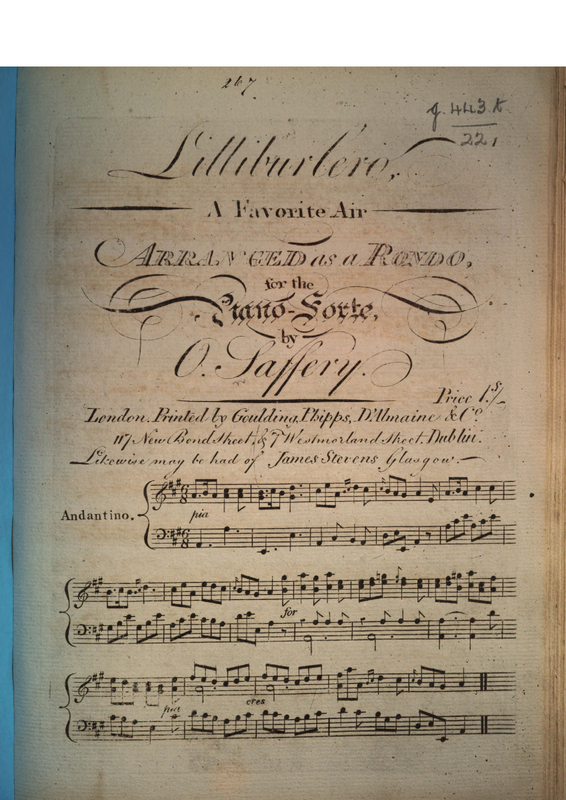 267
g. 443. t
22,
Lilliburlero,
A Favorite Air
ARRANGED as a RONDO,
for the
Piano-Forte,
by
O. Saffery.
Price 1.s/-
London. Printed by Goulding, Phipps, D'Almaine & Co.
117 New Bond Street, & 7 Westmorland Street. Dublin.
Likewise may be had of James Stevens Glasgow.
Andantino.
pia
for
pia
cres